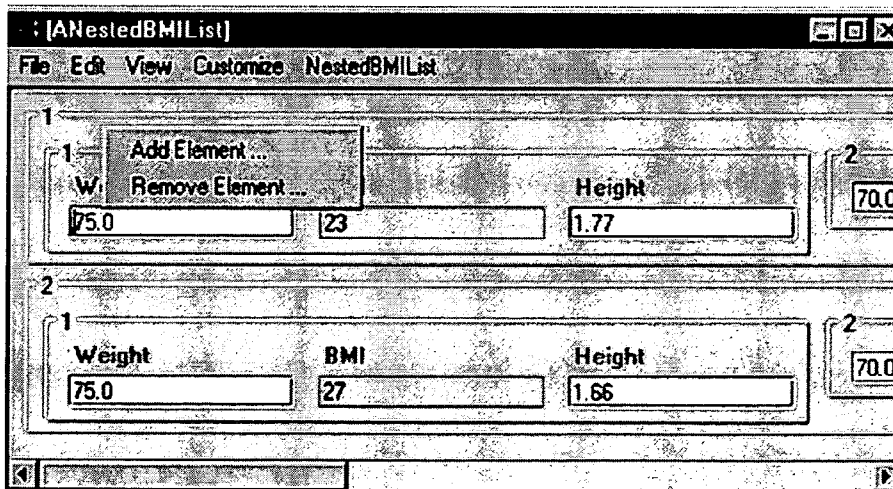 [ANestedBMIList]
File Edit View Customize NestedBMIList
1
1 2
Add Element ...
Remove Element ...
Height
75.0 23 1.77 70.0
2
1 2
Weight BMI Height
75.0 27 1.66 70.0